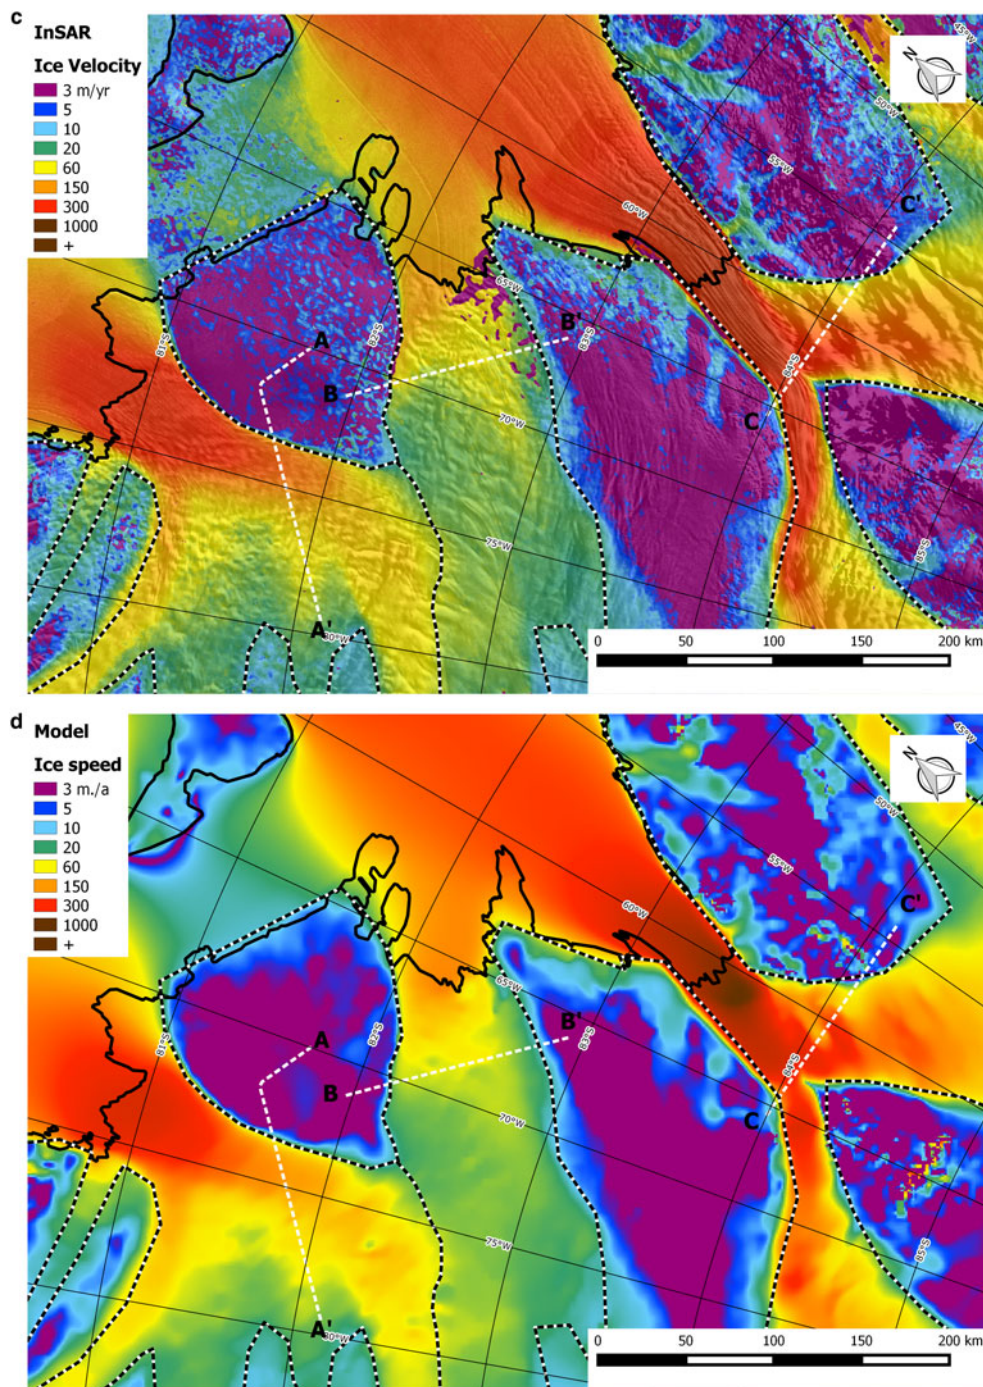 c
InSAR
Ice Velocity
3 m/yr
5
10
20
60
150
300
1000
+
N
45°W
50°W
55°W
C'
60°W
65°W
B'
83°S
84°S
A
82°S
81°S
B
C
70°W
75°W
85°S
A'
80°W
0 50 100 150 200 km
d
Model
Ice speed
3 m./a
5
10
20
60
150
300
1000
+
N
45°W
50°W
55°W
C'
60°W
65°W
B'
83°S
84°S
A
82°S
81°S
B
C
70°W
75°W
85°S
A'
80°W
0 50 100 150 200 km